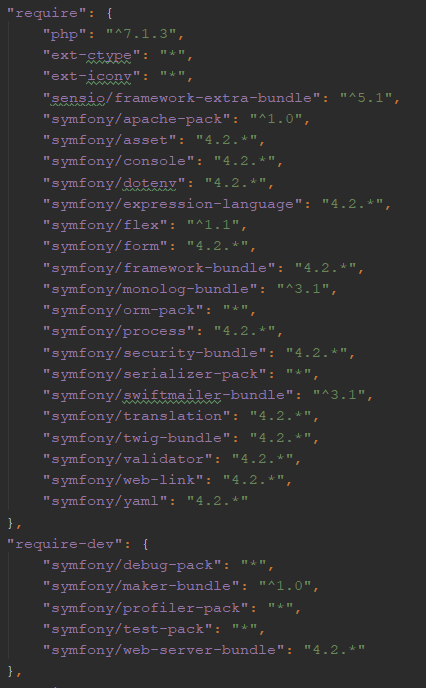 "require": {
"php": "^7.1.3",
"ext-ctype": "*",
"ext-iconv": "*",
"sensio/framework-extra-bundle": "^5.1",
"symfony/apache-pack": "^1.0",
"symfony/asset": "4.2.*",
"symfony/console": "4.2.*",
"symfony/dotenv": "4.2.*",
"symfony/expression-language": "4.2.*",
"symfony/flex": "^1.1",
"symfony/form": "4.2.*",
"symfony/framework-bundle": "4.2.*",
"symfony/monolog-bundle": "^3.1",
"symfony/orm-pack": "*",
"symfony/process": "4.2.*",
"symfony/security-bundle": "4.2.*",
"symfony/serializer-pack": "*",
"symfony/swiftmailer-bundle": "^3.1",
"symfony/translation": "4.2.*",
"symfony/twig-bundle": "4.2.*",
"symfony/validator": "4.2.*",
"symfony/web-link": "4.2.*",
"symfony/yaml": "4.2.*"
},
"require-dev": {
"symfony/debug-pack": "*",
"symfony/maker-bundle": "^1.0",
"symfony/profiler-pack": "*",
"symfony/test-pack": "*",
"symfony/web-server-bundle": "4.2.*"
},